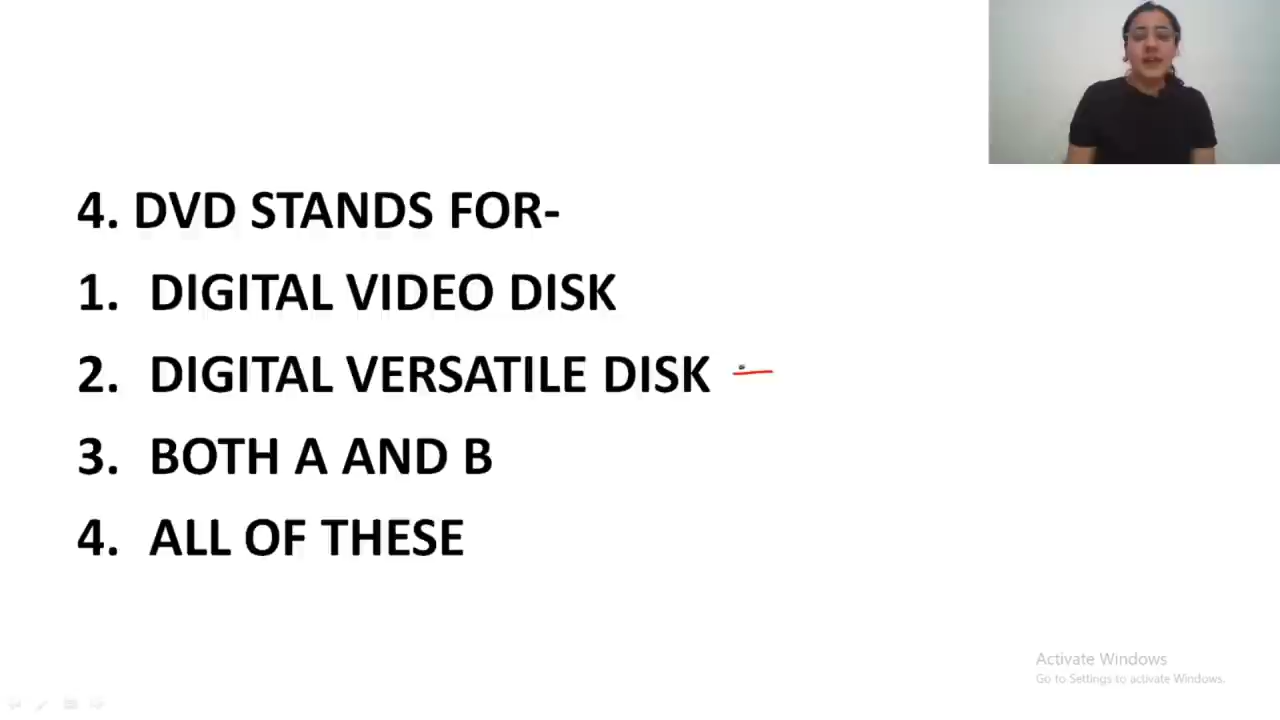 4. DVD STANDS FOR-
1. DIGITAL VIDEO DISK
2. DIGITAL VERSATILE DISK
3. BOTH A AND B
4. ALL OF THESE
Activate Windows
Go to Settings to activate Windows.